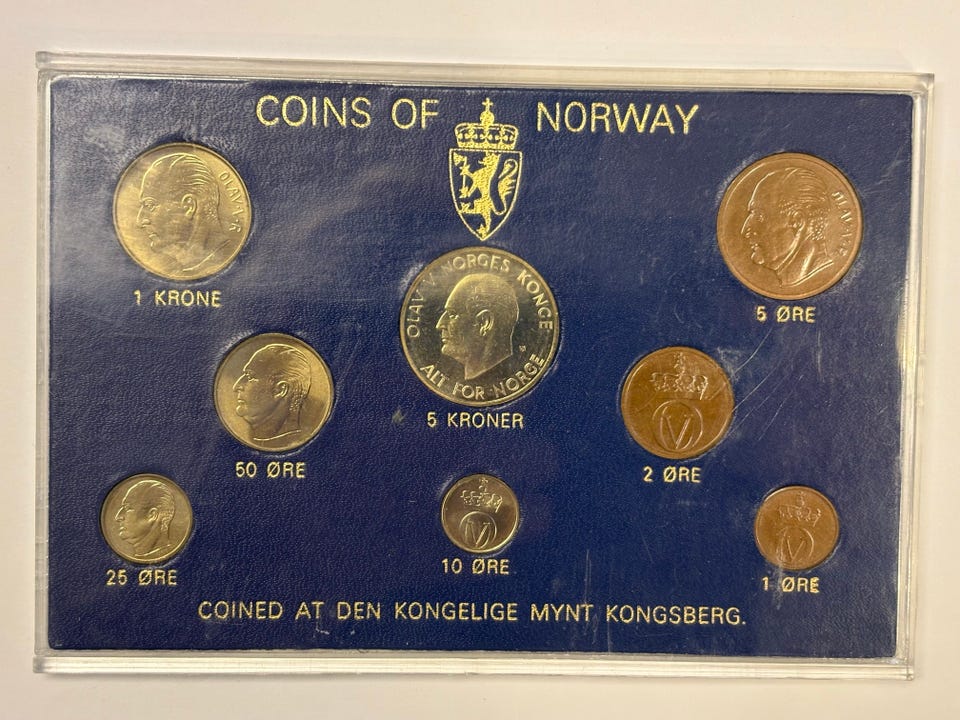 COINS OF NORWAY
OLAV·V·R
1 KRONE
OLAV V NORGES KONGE
ALT FOR NORGE
5 KRONER
OLAV·V·R
5 ØRE
50 ØRE
V
2 ØRE
25 ØRE
V
10 ØRE
V
1 ØRE
COINED AT DEN KONGELIGE MYNT KONGSBERG.